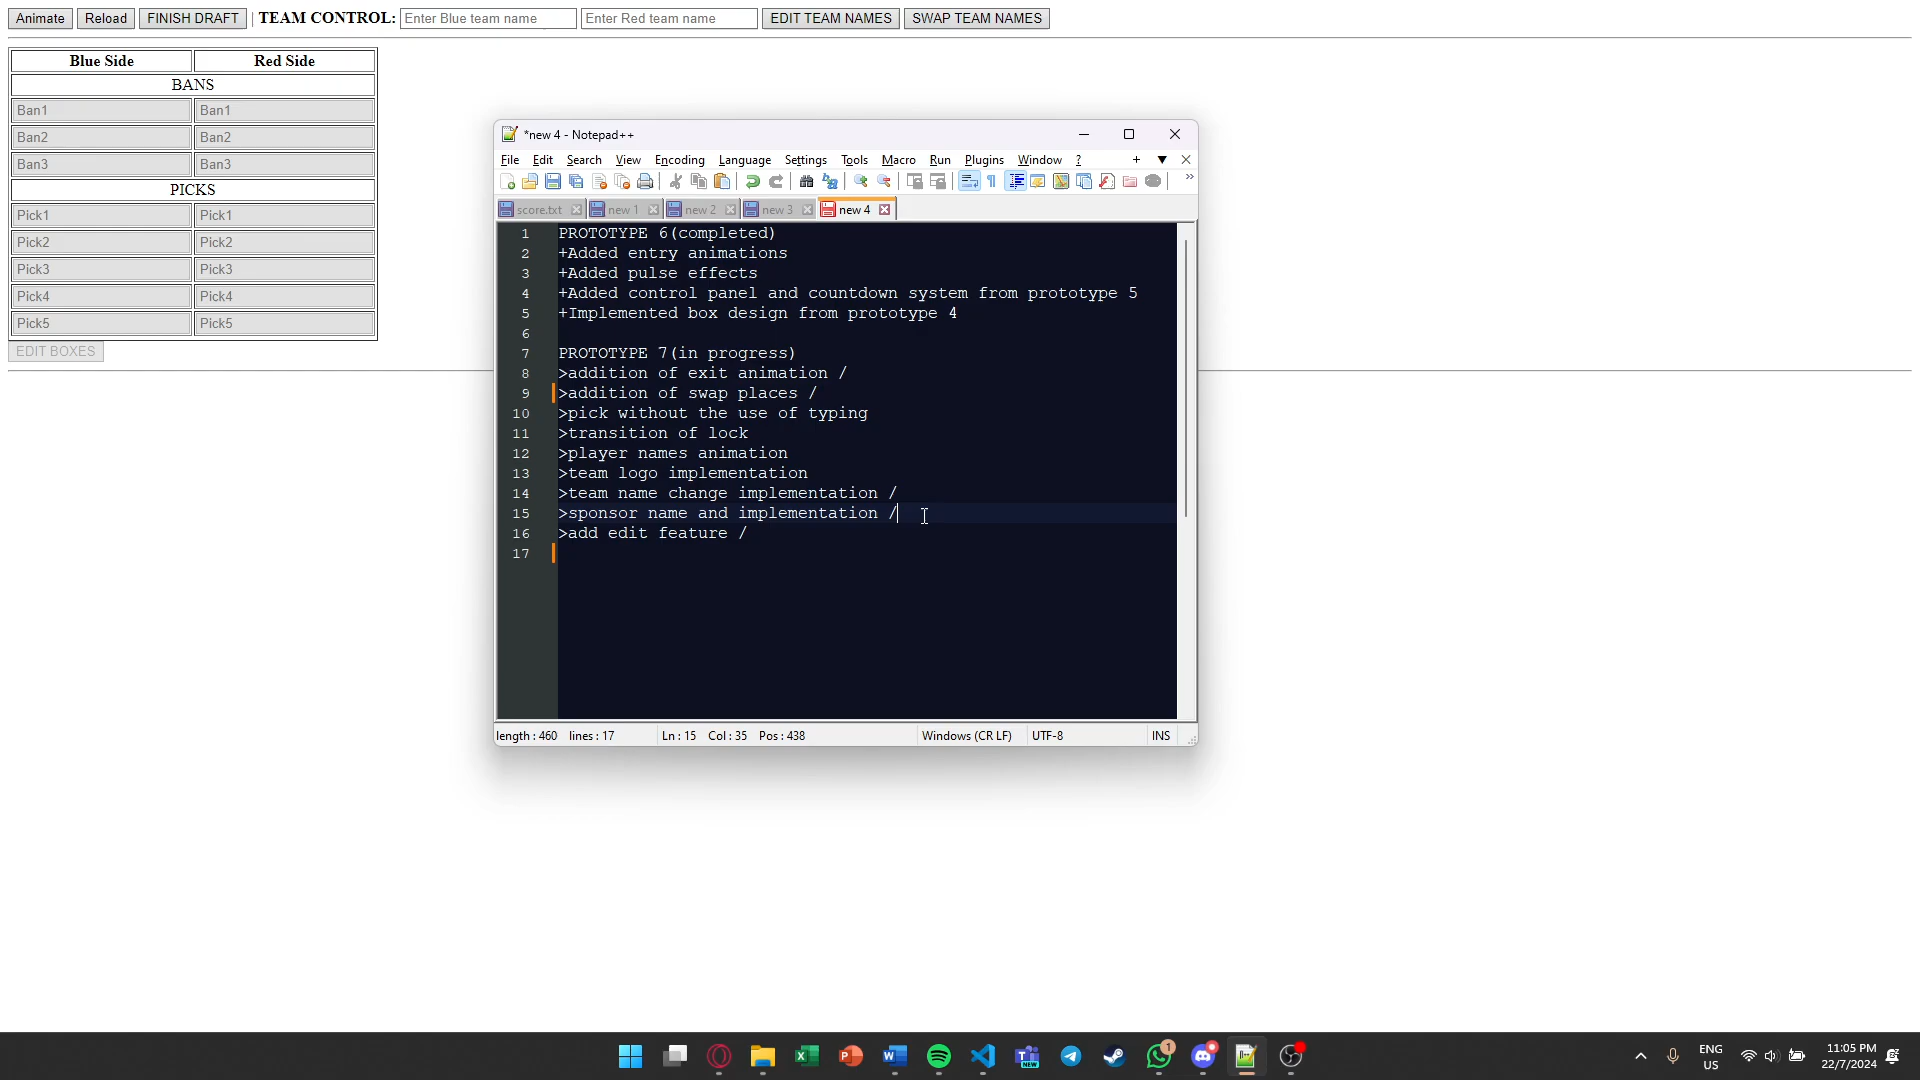 Animate Reload FINISH DRAFT | TEAM CONTROL: Enter Blue team name Enter Red team name EDIT TEAM NAMES SWAP TEAM NAMES
Blue Side Red Side
BANS
Ban1 Ban1
Ban2 Ban2
Ban3 Ban3
PICKS
Pick1 Pick1
Pick2 Pick2
Pick3 Pick3
Pick4 Pick4
Pick5 Pick5
EDIT BOXES
*new 4 - Notepad++
File Edit Search View Encoding Language Settings Tools Macro Run Plugins Window ?
score.txt new 1 new 2 new 3 new 4
1 PROTOTYPE 6(completed)
2 +Added entry animations
3 +Added pulse effects
4 +Added control panel and countdown system from prototype 5
5 +Implemented box design from prototype 4
6
7 PROTOTYPE 7(in progress)
8 >addition of exit animation /
9 >addition of swap places /
10 >pick without the use of typing
11 >transition of lock
12 >player names animation
13 >team logo implementation
14 >team name change implementation /
15 >sponsor name and implementation /
16 >add edit feature /
17
length : 460 lines : 17 Ln : 15 Col : 35 Pos : 438 Windows (CR LF) UTF-8 INS
ENG
US
11:05 PM
22/7/2024